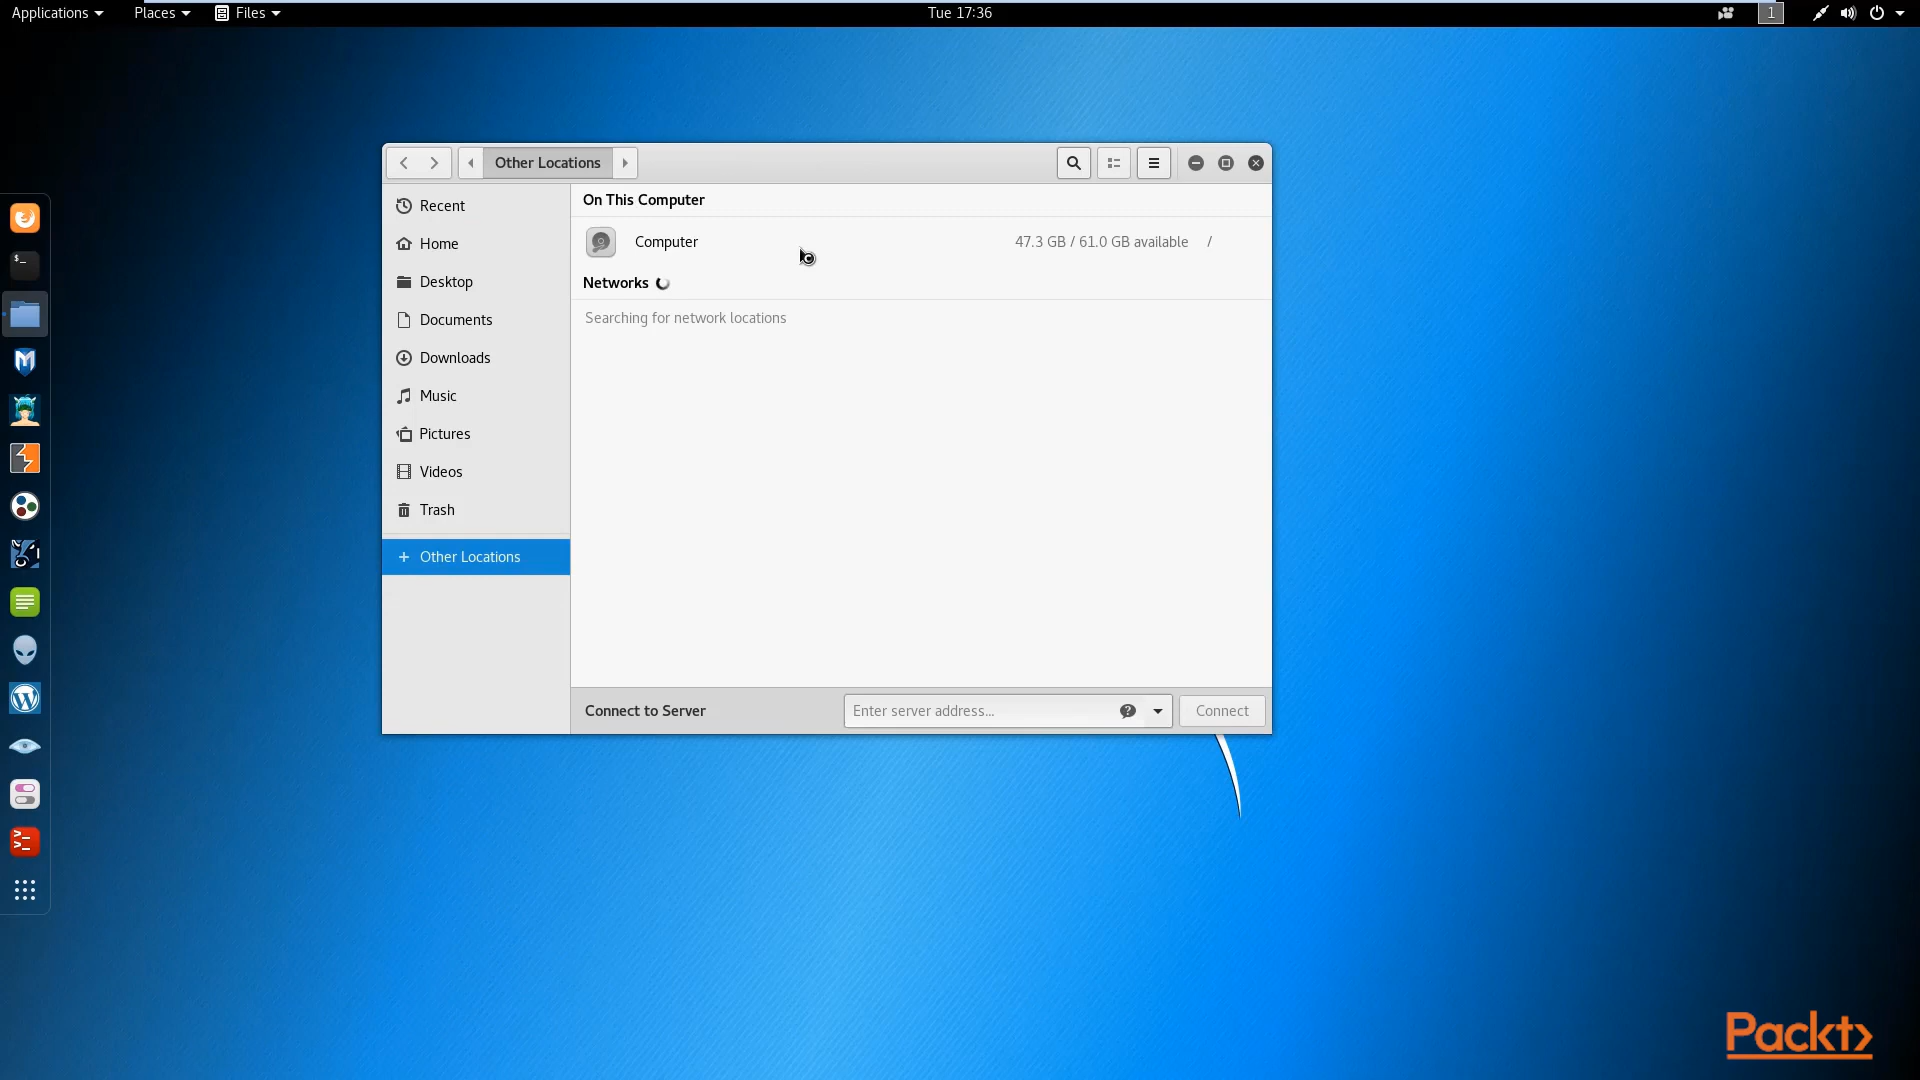 Applications Places Files Tue 17:36 1
Other Locations
On This Computer
Recent
Computer 47.3 GB / 61.0 GB available /
Home
Networks
Desktop
Searching for network locations
Documents
Downloads
Music
Pictures
Videos
Trash
+ Other Locations
Connect to Server Enter server address... ? Connect
Packt>